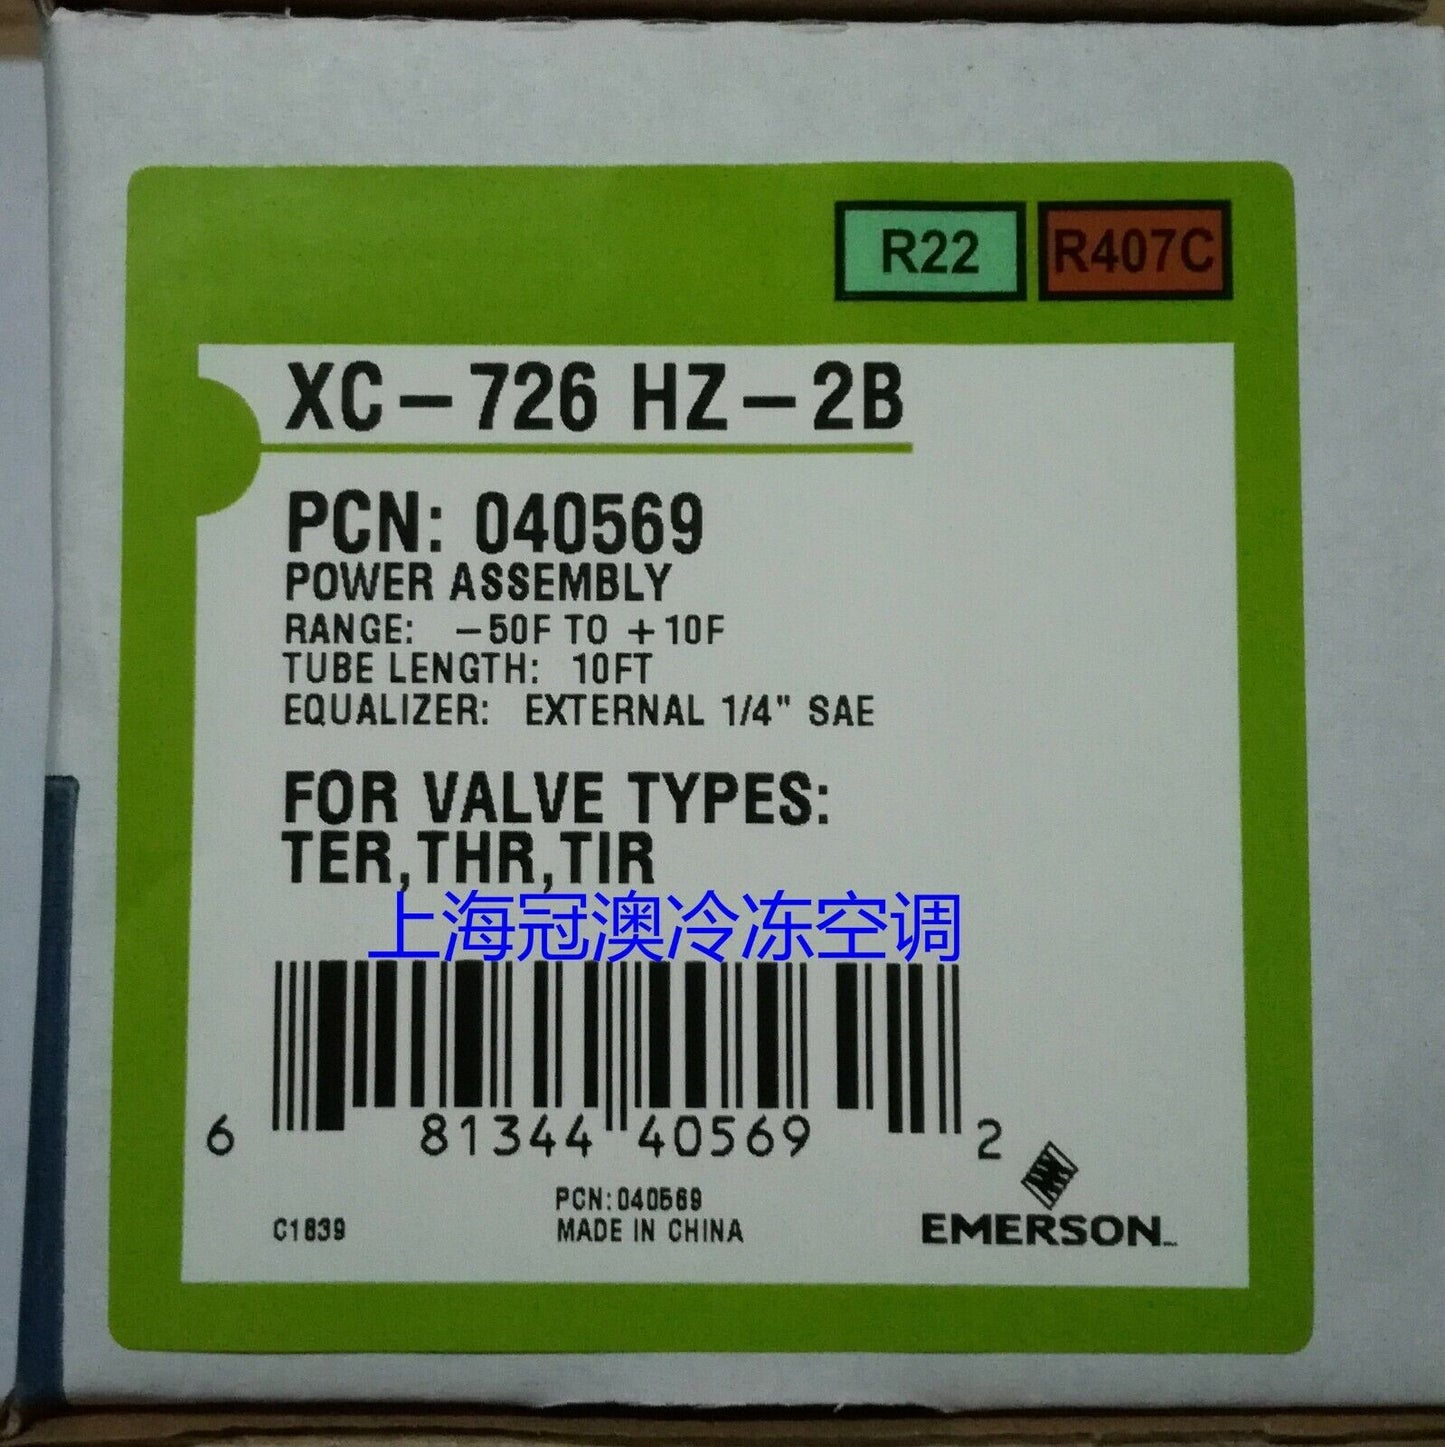 R22 R407C
XC-726 HZ-2B
PCN: 040569
POWER ASSEMBLY
RANGE: -50F TO +10F
TUBE LENGTH: 10FT
EQUALIZER: EXTERNAL 1/4" SAE
FOR VALVE TYPES:
TER,THR,TIR
上海冠澳冷冻空调
6 81344 40569 2
PCN:040569
C1839 MADE IN CHINA
EMERSON